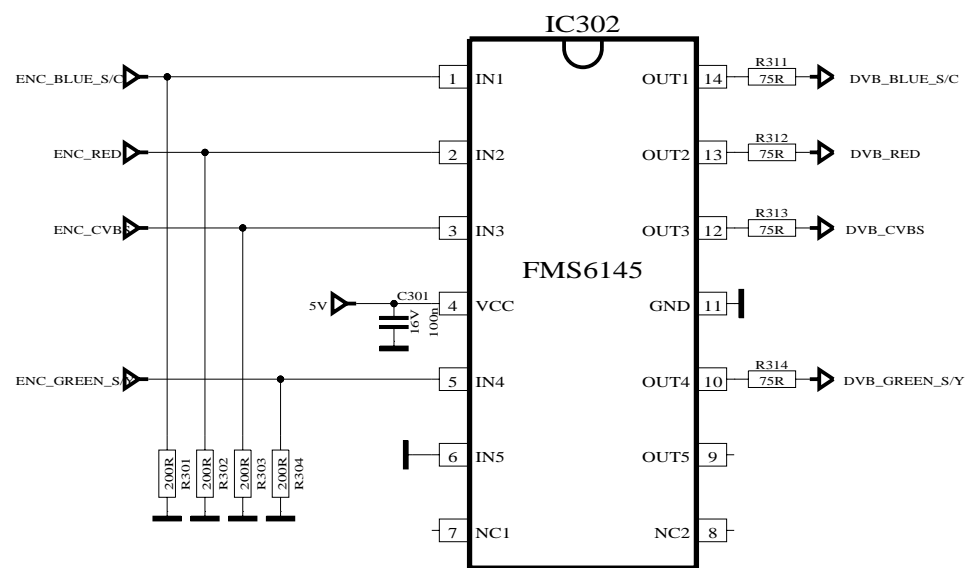 IC302
ENC_BLUE_S/C
1
IN1
OUT1
14
R311
75R
DVB_BLUE_S/C
ENC_RED
2
IN2
OUT2
13
R312
75R
DVB_RED
ENC_CVBS
3
IN3
OUT3
12
R313
75R
DVB_CVBS
FMS6145
5V
C301
16V
100n
4
VCC
GND
11
ENC_GREEN_S/Y
5
IN4
OUT4
10
R314
75R
DVB_GREEN_S/Y
200R
R301
200R
R302
200R
R303
200R
R304
6
IN5
OUT5
9
7
NC1
NC2
8